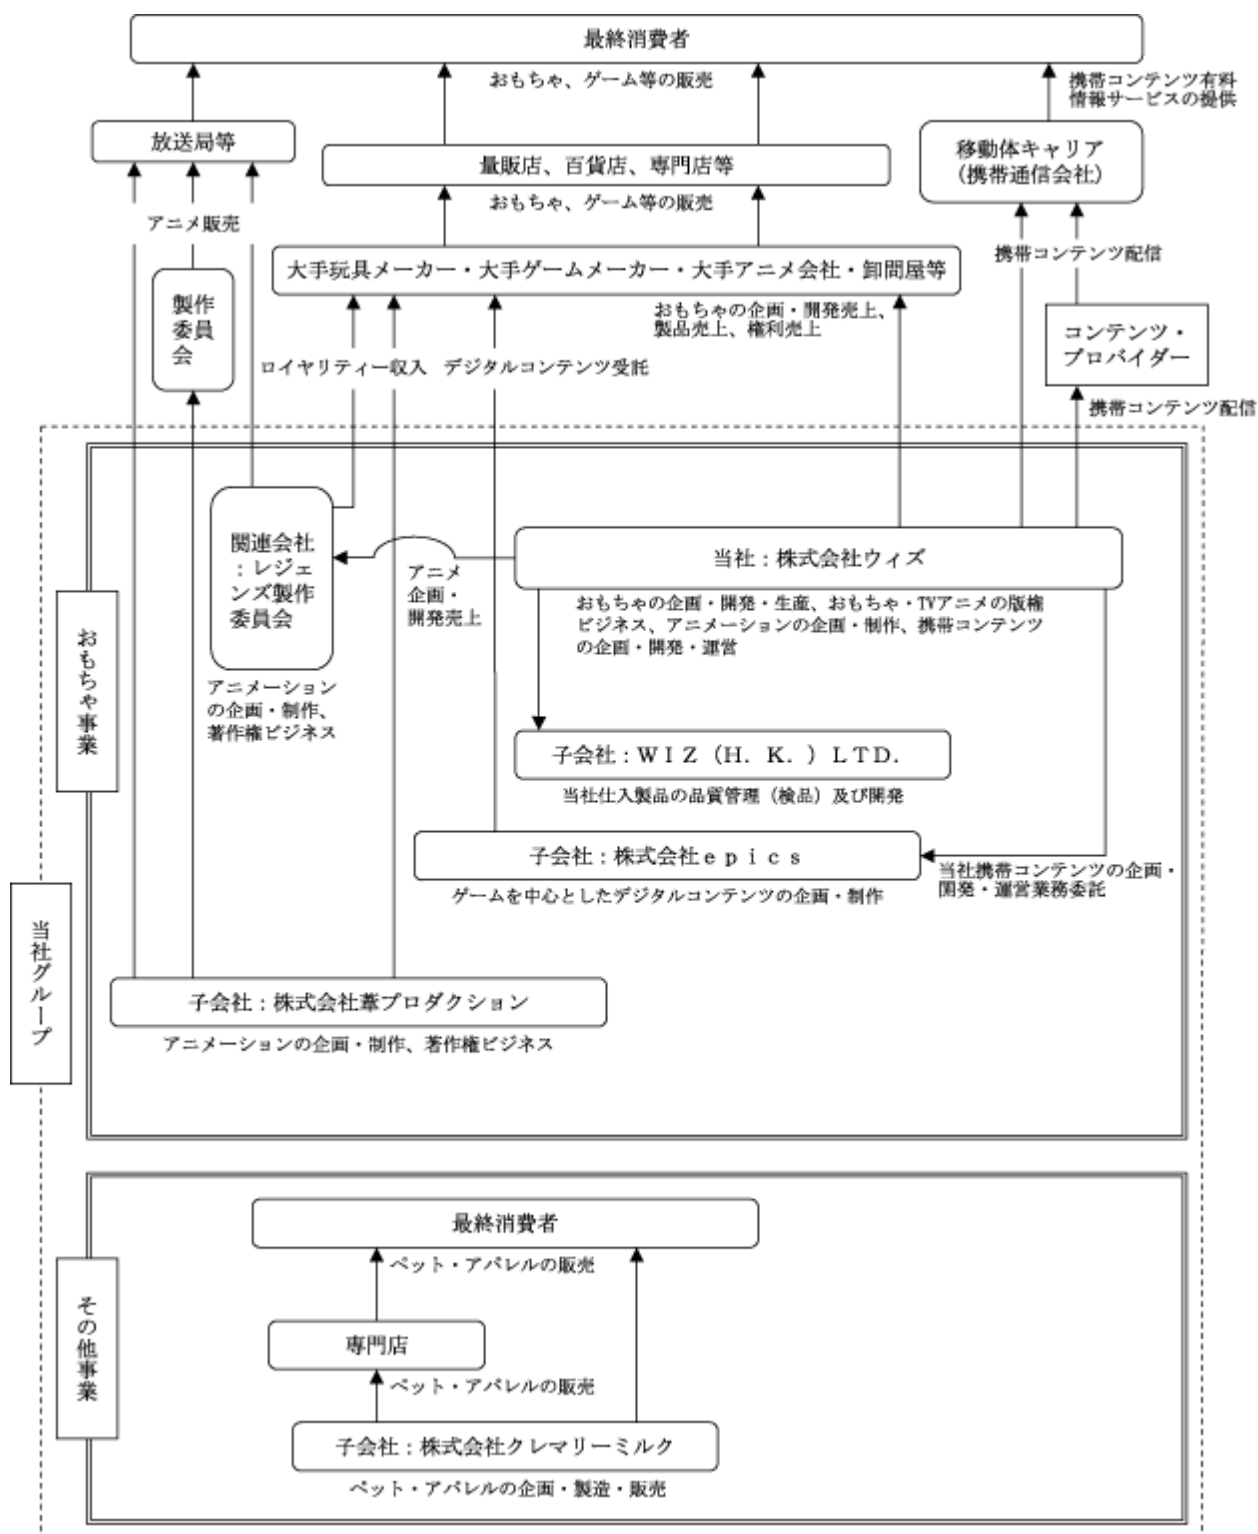 最終消費者
おもちゃ、ゲーム等の販売
携帯コンテンツ有料
情報サービスの提供
放送局等
量販店、百貨店、専門店等
移動体キャリア
(携帯通信会社)
おもちゃ、ゲーム等の販売
アニメ販売
携帯コンテンツ配信
大手玩具メーカー・大手ゲームメーカー・大手アニメ会社・卸問屋等
製作
委員
会
おもちゃの企画・開発売上、
製品売上、権利売上
コンテンツ・
プロバイダー
ロイヤリティー収入
デジタルコンテンツ受託
携帯コンテンツ配信
関連会社
:レジェ
ンズ製作
委員会
アニメ
企画・
開発売上
当社:株式会社ウィズ
おもちゃの企画・開発・生産、おもちゃ・TVアニメの版権
ビジネス、アニメーションの企画・制作、携帯コンテンツ
の企画・開発・運営
おもちゃ事業
アニメーション
の企画・制作、
著作権ビジネス
子会社:WIZ(H.K.)LTD.
当社仕入製品の品質管理(検品)及び開発
子会社:株式会社epics
ゲームを中心としたデジタルコンテンツの企画・制作
当社携帯コンテンツの企画・
開発・運営業務委託
当社グループ
子会社:株式会社葦プロダクション
アニメーションの企画・制作、著作権ビジネス
最終消費者
ペット・アパレルの販売
その他事業
専門店
ペット・アパレルの販売
子会社:株式会社クレマリーミルク
ペット・アパレルの企画・製造・販売